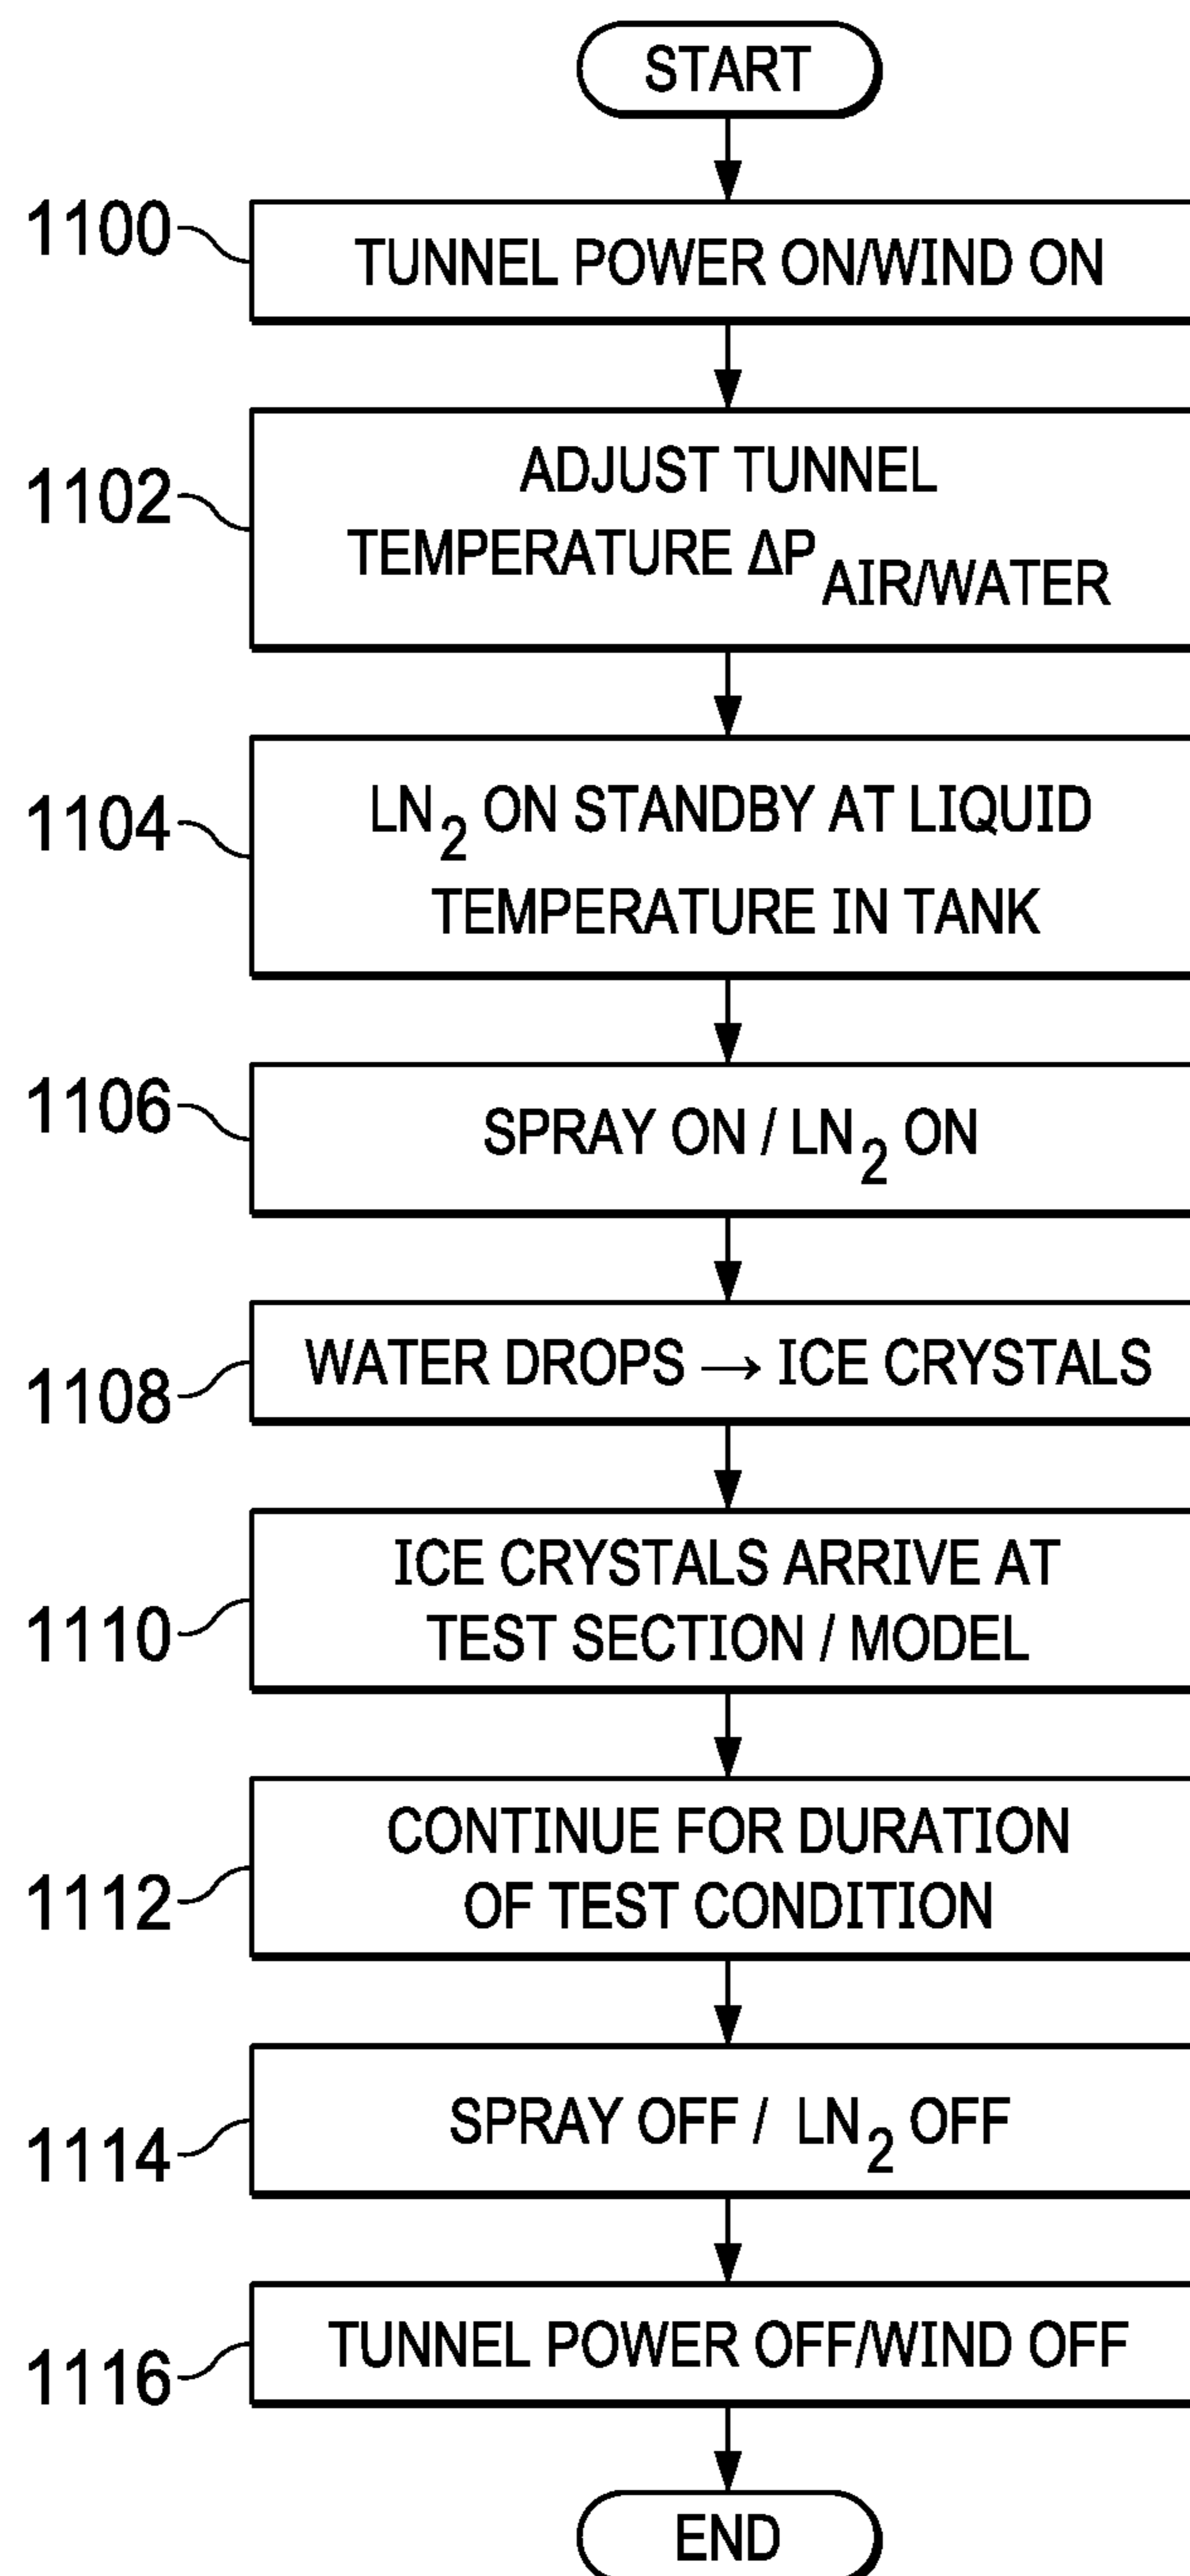 START
1100
TUNNEL POWER ON/WIND ON
1102
ADJUST TUNNEL
TEMPERATURE ΔP AIR/WATER
1104
LN2 ON STANDBY AT LIQUID
TEMPERATURE IN TANK
1106
SPRAY ON / LN2 ON
1108
WATER DROPS → ICE CRYSTALS
1110
ICE CRYSTALS ARRIVE AT
TEST SECTION / MODEL
1112
CONTINUE FOR DURATION
OF TEST CONDITION
1114
SPRAY OFF / LN2 OFF
1116
TUNNEL POWER OFF/WIND OFF
END